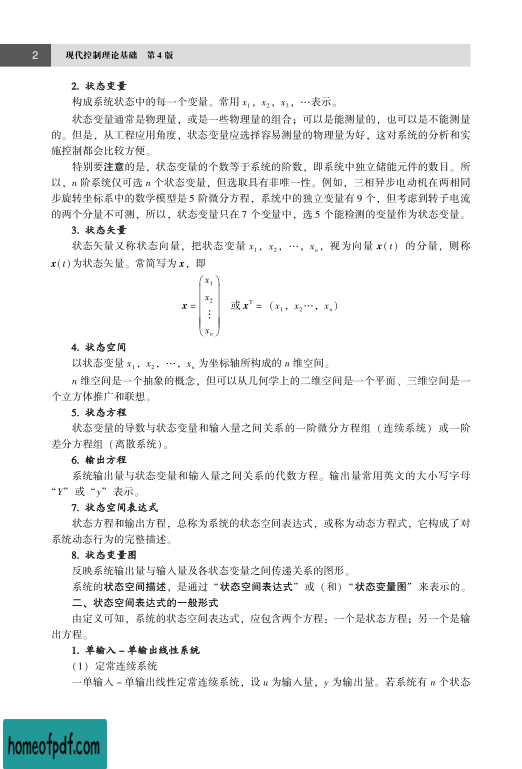 2 现代控制理论基础 第4版
2. 状态变量
构成系统状态中的每一个变量。常用 x₁，x₂，x₃，…表示。
状态变量通常是物理量，或是一些物理量的组合；可以是能测量的，也可以是不能测量
的。但是，从工程应用角度，状态变量应选择容易测量的物理量为好，这对系统的分析和实
施控制都会比较方便。
特别要注意的是，状态变量的个数等于系统的阶数，即系统中独立储能元件的数目。所
以，n 阶系统仅可选 n 个状态变量，但选取具有非唯一性。例如，三相异步电动机在两相同
步旋转坐标系中的数学模型是 5 阶微分方程，系统中的独立变量有 9 个，但考虑到转子电流
的两个分量不可测，所以，状态变量只在 7 个变量中，选 5 个能检测的变量作为状态变量。
3. 状态矢量
状态矢量又称状态向量，把状态变量 x₁，x₂，…，xₙ，视为向量 x(t) 的分量，则称
x(t)为状态矢量。常简写为 x，即
x = (x₁ x₂ ⋮ xₙ) 或 xᵀ = (x₁，x₂…，xₙ)
4. 状态空间
以状态变量 x₁，x₂，…，xₙ 为坐标轴所构成的 n 维空间。
n 维空间是一个抽象的概念，但可以从几何学上的二维空间是一个平面、三维空间是一
个立方体推广和联想。
5. 状态方程
状态变量的导数与状态变量和输入量之间关系的一阶微分方程组（连续系统）或一阶
差分方程组（离散系统）。
6. 输出方程
系统输出量与状态变量和输入量之间关系的代数方程。输出量常用英文的大小写字母
“Y”或“y”表示。
7. 状态空间表达式
状态方程和输出方程，总称为系统的状态空间表达式，或称为动态方程式，它构成了对
系统动态行为的完整描述。
8. 状态变量图
反映系统输出量与输入量及各状态变量之间传递关系的图形。
系统的状态空间描述，是通过“状态空间表达式”或（和）“状态变量图”来表示的。
二、状态空间表达式的一般形式
由定义可知，系统的状态空间表达式，应包含两个方程：一个是状态方程；另一个是输
出方程。
1. 单输入－单输出线性系统
（1）定常连续系统
一单输入－单输出线性定常连续系统，设 u 为输入量，y 为输出量。若系统有 n 个状态
homeofpdf.com